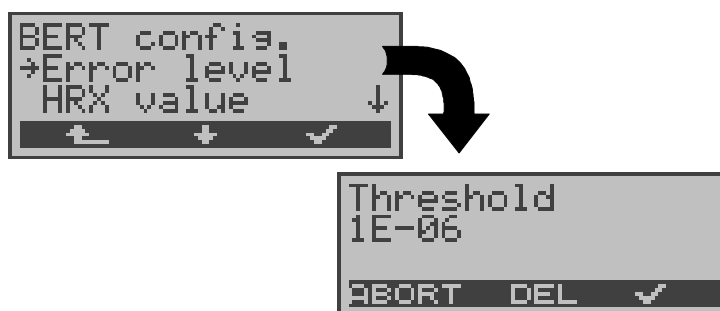 BERT config.
→Error level
HRX value ↓
Threshold
1E-06
ABORT DEL ✓